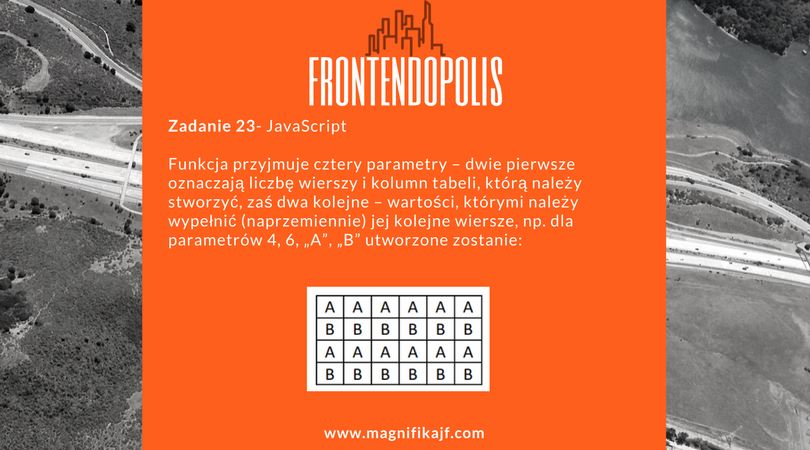 FRONTENDOPOLIS
Zadanie 23- JavaScript
Funkcja przyjmuje cztery parametry – dwie pierwsze
oznaczają liczbę wierszy i kolumn tabeli, którą należy
stworzyć, zaś dwa kolejne – wartości, którymi należy
wypełnić (naprzemiennie) jej kolejne wiersze, np. dla
parametrów 4, 6, „A”, „B” utworzone zostanie:
A A A A A A
B B B B B B
A A A A A A
B B B B B B
www.magnifikajf.com